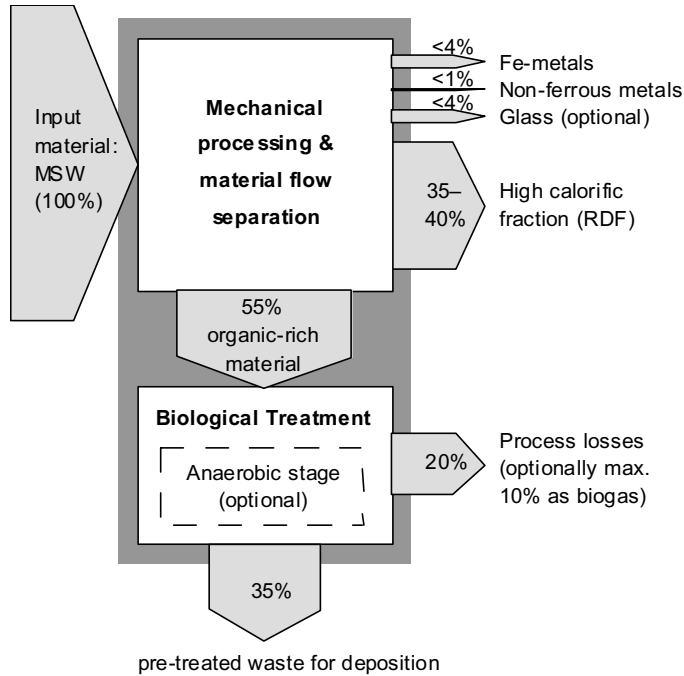 Input
material:
MSW
(100%)
Mechanical
processing &
material flow
separation
<4%
Fe-metals
<1%
Non-ferrous metals
<4%
Glass (optional)
35–
40%
High calorific
fraction (RDF)
55%
organic-rich
material
Biological Treatment
Anaerobic stage
(optional)
20%
Process losses
(optionally max.
10% as biogas)
35%
pre-treated waste for deposition